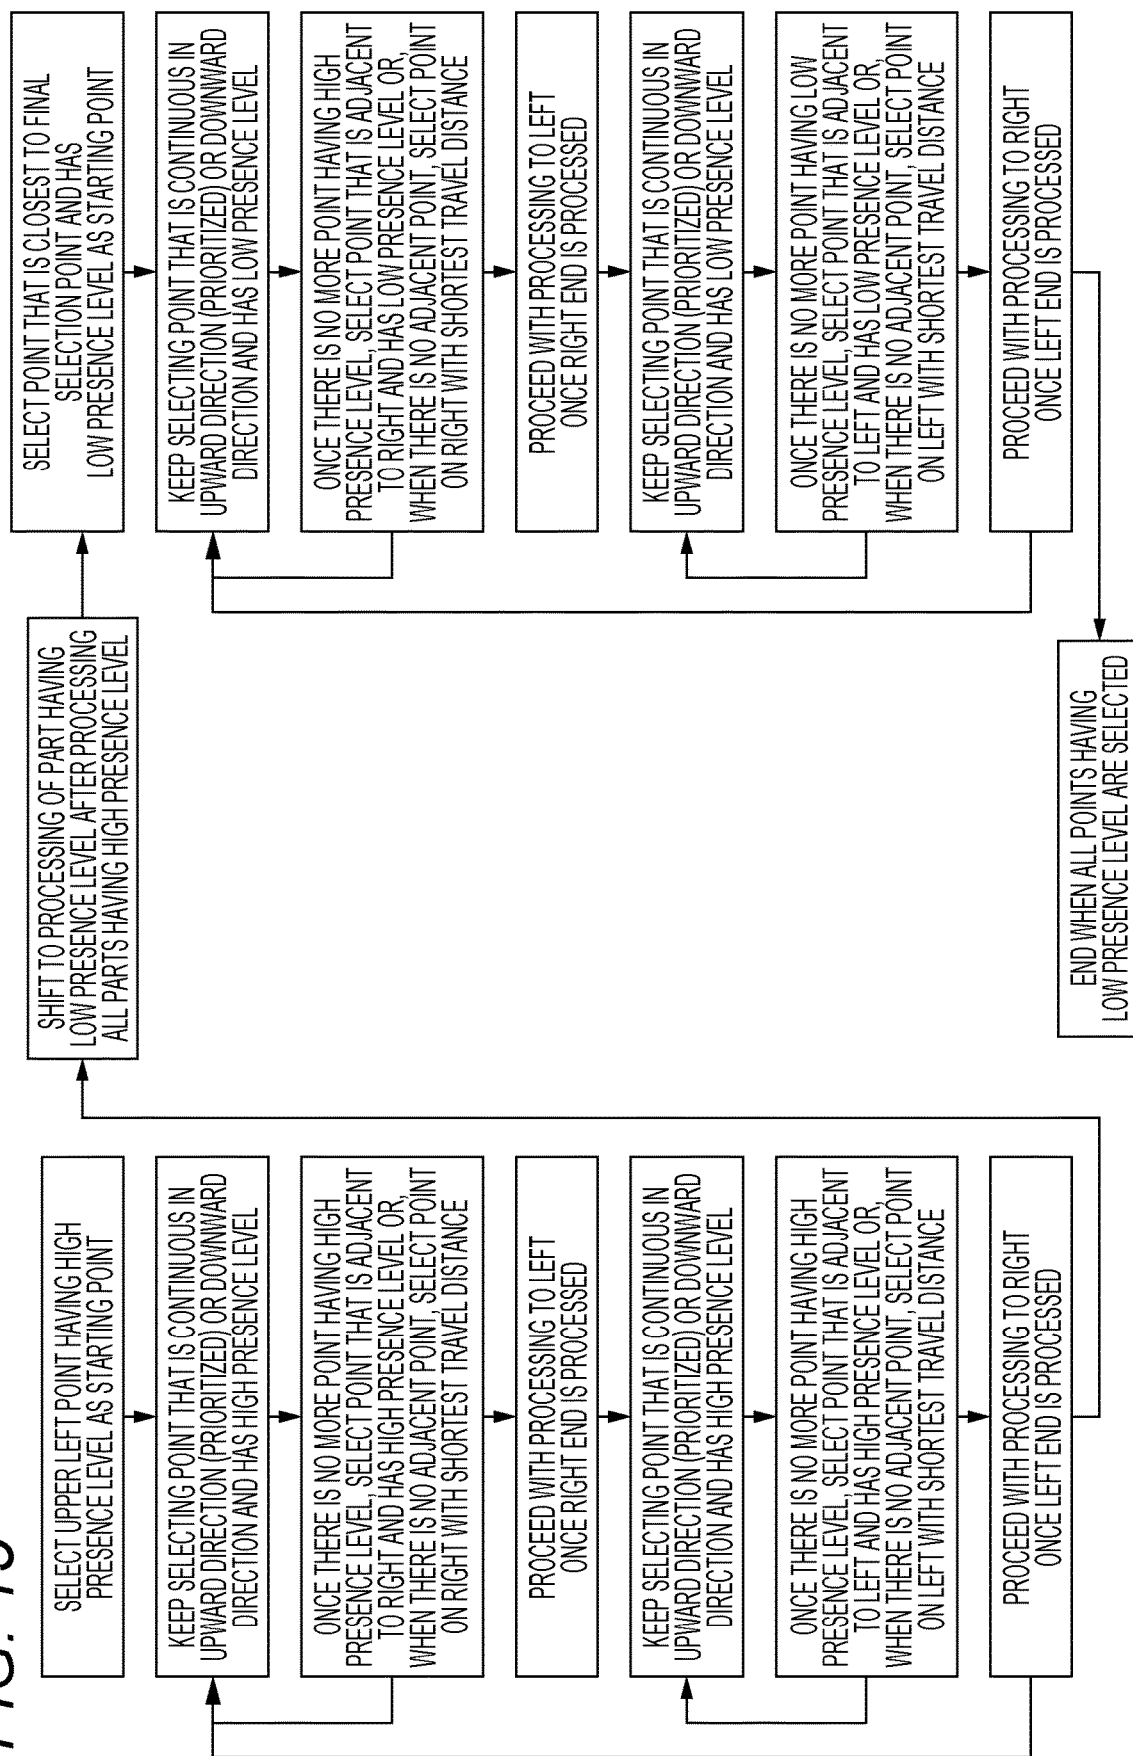 FIG.
SELECT UPPER LEFT POINT HAVING HIGH
PRESENCE LEVEL AS STARTING POINT
KEEP SELECTING POINT THAT IS CONTINUOUS IN
UPWARD DIRECTION (PRIORITIZED) OR DOWNWARD
DIRECTION AND HAS HIGH PRESENCE LEVEL
ONCE THERE IS NO MORE POINT HAVING HIGH
PRESENCE LEVEL, SELECT POINT THAT IS ADJACENT
TO RIGHT AND HAS HIGH PRESENCE LEVEL OR,
WHEN THERE IS NO ADJACENT POINT, SELECT POINT
ON RIGHT WITH SHORTEST TRAVEL DISTANCE
PROCEED WITH PROCESSING TO LEFT
ONCE RIGHT END IS PROCESSED
KEEP SELECTING POINT THAT IS CONTINUOUS IN
UPWARD DIRECTION (PRIORITIZED) OR DOWNWARD
DIRECTION AND HAS HIGH PRESENCE LEVEL
ONCE THERE IS NO MORE POINT HAVING HIGH
PRESENCE LEVEL, SELECT POINT THAT IS ADJACENT
TO LEFT AND HAS HIGH PRESENCE LEVEL OR,
WHEN THERE IS NO ADJACENT POINT, SELECT POINT
ON LEFT WITH SHORTEST TRAVEL DISTANCE
PROCEED WITH PROCESSING TO RIGHT
ONCE LEFT END IS PROCESSED
SHIFT TO PROCESSING OF PART HAVING
LOW PRESENCE LEVEL AFTER PROCESSING
ALL PARTS HAVING HIGH PRESENCE LEVEL
SELECT POINT THAT IS CLOSEST TO FINAL
SELECTION POINT AND HAS
LOW PRESENCE LEVEL AS STARTING POINT
KEEP SELECTING POINT THAT IS CONTINUOUS IN
UPWARD DIRECTION (PRIORITIZED) OR DOWNWARD
DIRECTION AND HAS LOW PRESENCE LEVEL
ONCE THERE IS NO MORE POINT HAVING HIGH
PRESENCE LEVEL, SELECT POINT THAT IS ADJACENT
TO RIGHT AND HAS LOW PRESENCE LEVEL OR,
WHEN THERE IS NO ADJACENT POINT, SELECT POINT
ON RIGHT WITH SHORTEST TRAVEL DISTANCE
PROCEED WITH PROCESSING TO LEFT
ONCE RIGHT END IS PROCESSED
KEEP SELECTING POINT THAT IS CONTINUOUS IN
UPWARD DIRECTION (PRIORITIZED) OR DOWNWARD
DIRECTION AND HAS LOW PRESENCE LEVEL
ONCE THERE IS NO MORE POINT HAVING LOW
PRESENCE LEVEL, SELECT POINT THAT IS ADJACENT
TO LEFT AND HAS LOW PRESENCE LEVEL OR,
WHEN THERE IS NO ADJACENT POINT, SELECT POINT
ON LEFT WITH SHORTEST TRAVEL DISTANCE
PROCEED WITH PROCESSING TO RIGHT
ONCE LEFT END IS PROCESSED
END WHEN ALL POINTS HAVING
LOW PRESENCE LEVEL ARE SELECTED